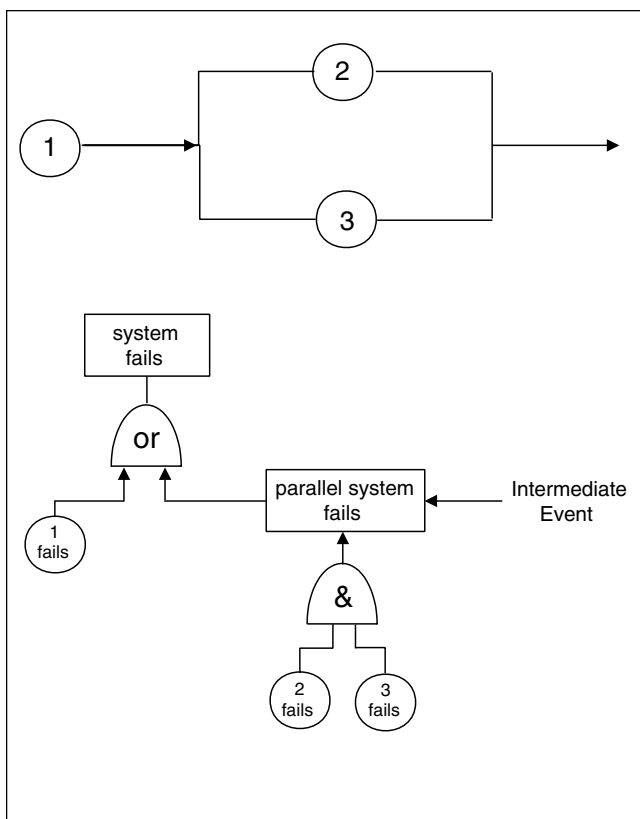 2
1
3
system
fails
or
parallel system
fails
Intermediate
Event
1
fails
&
2
fails
3
fails